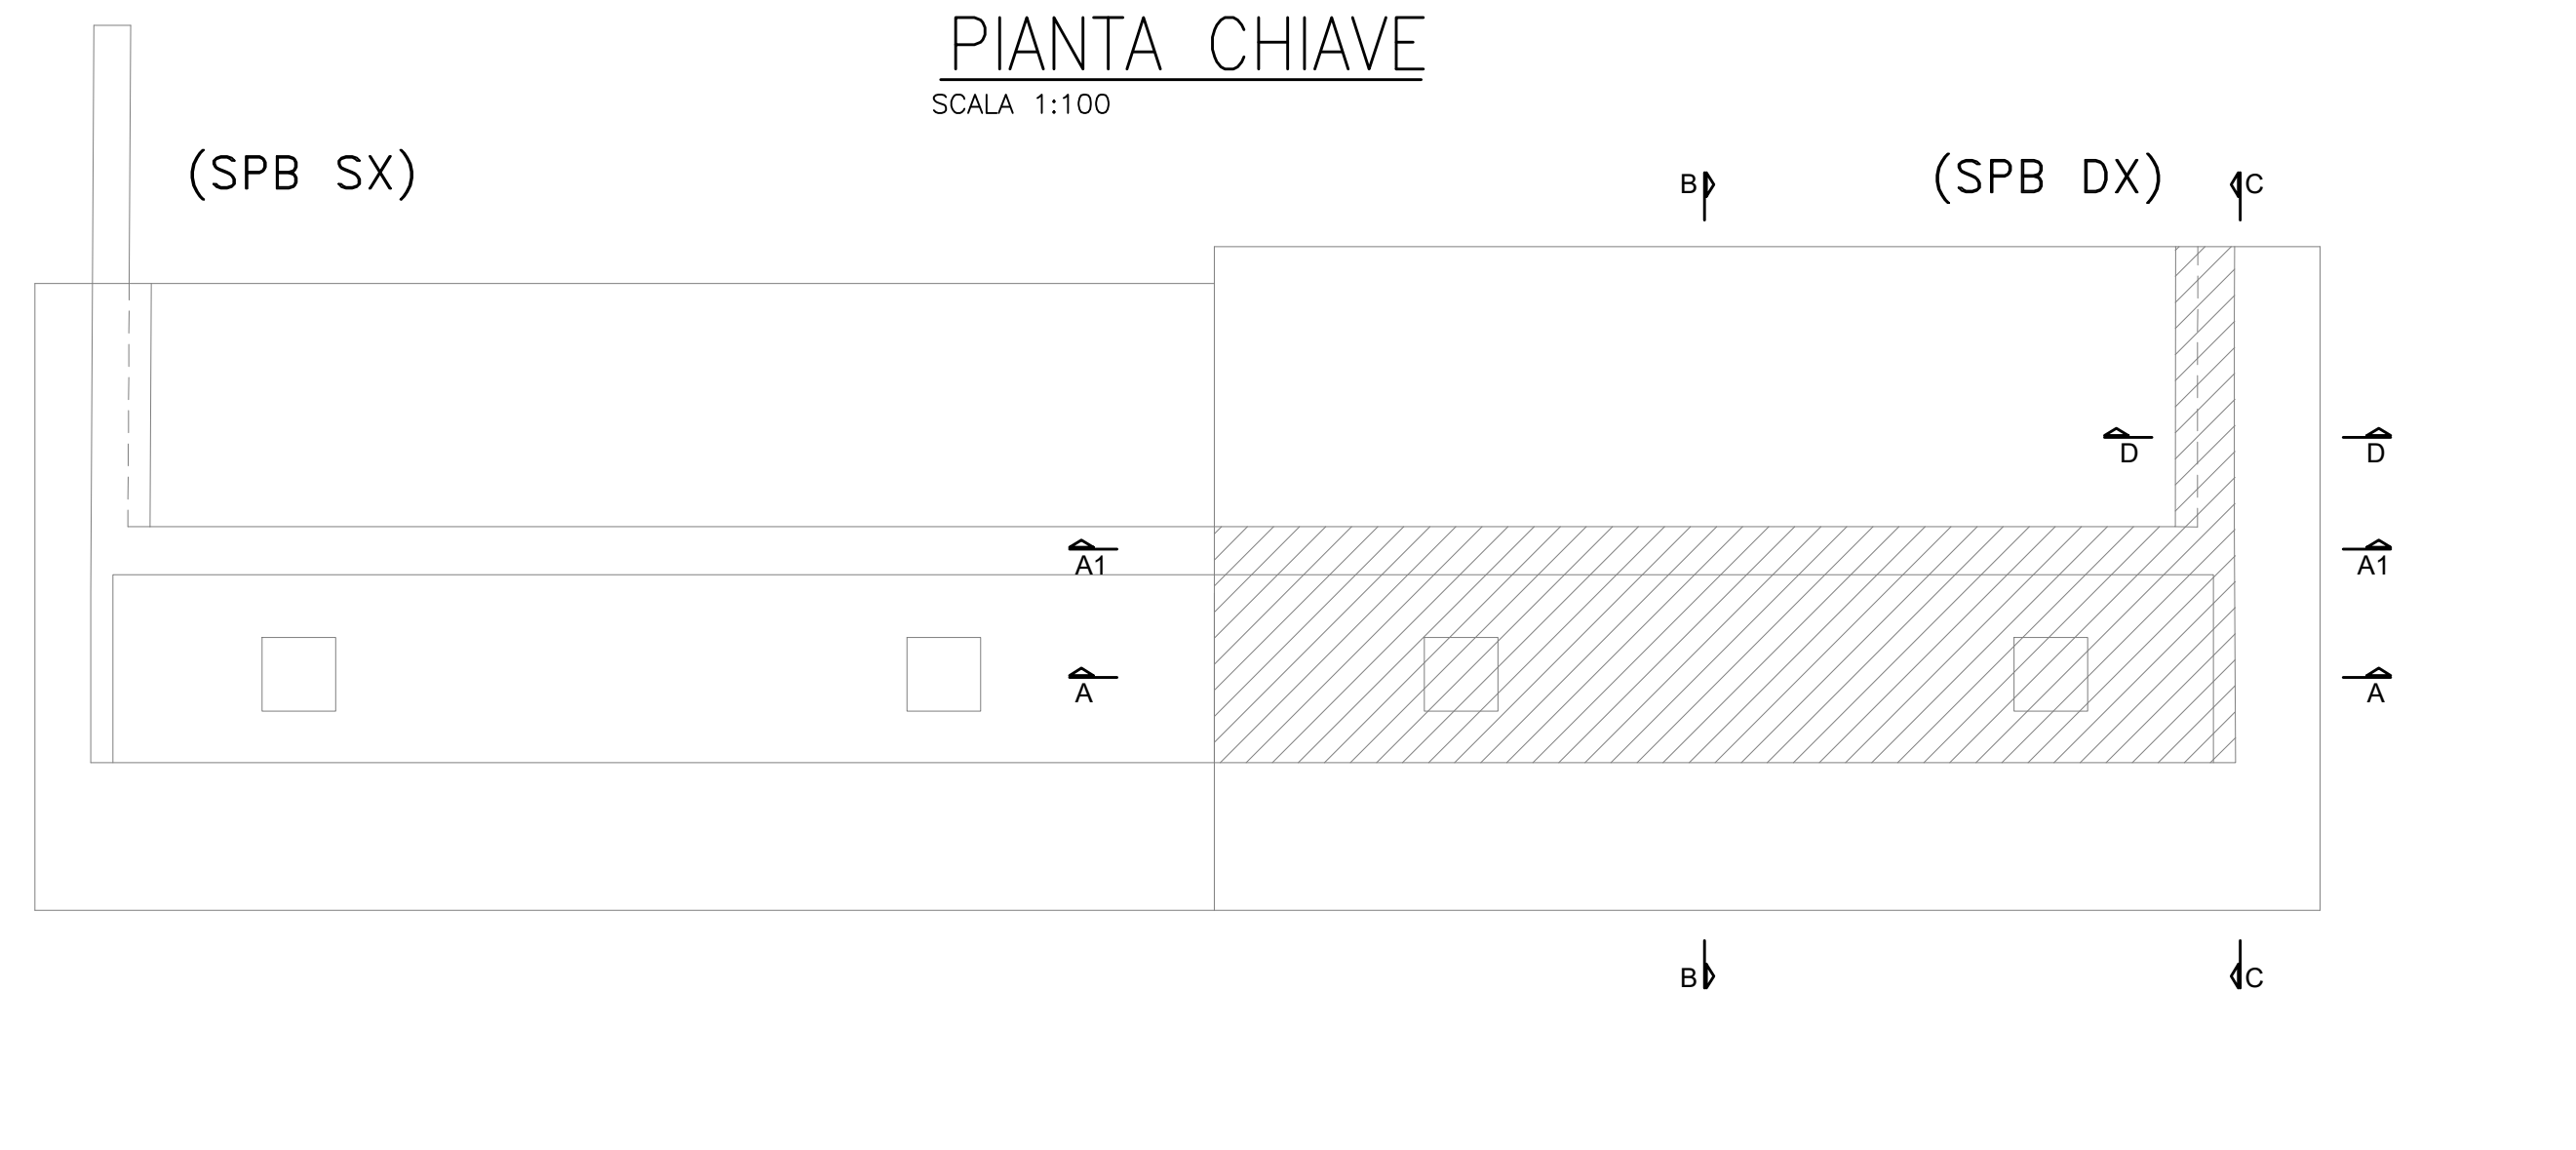 PIANTA CHIAVE
SCALA 1:100
(SPB SX)
B
(SPB DX)
C
D
D
A1
A1
A
A
B
C